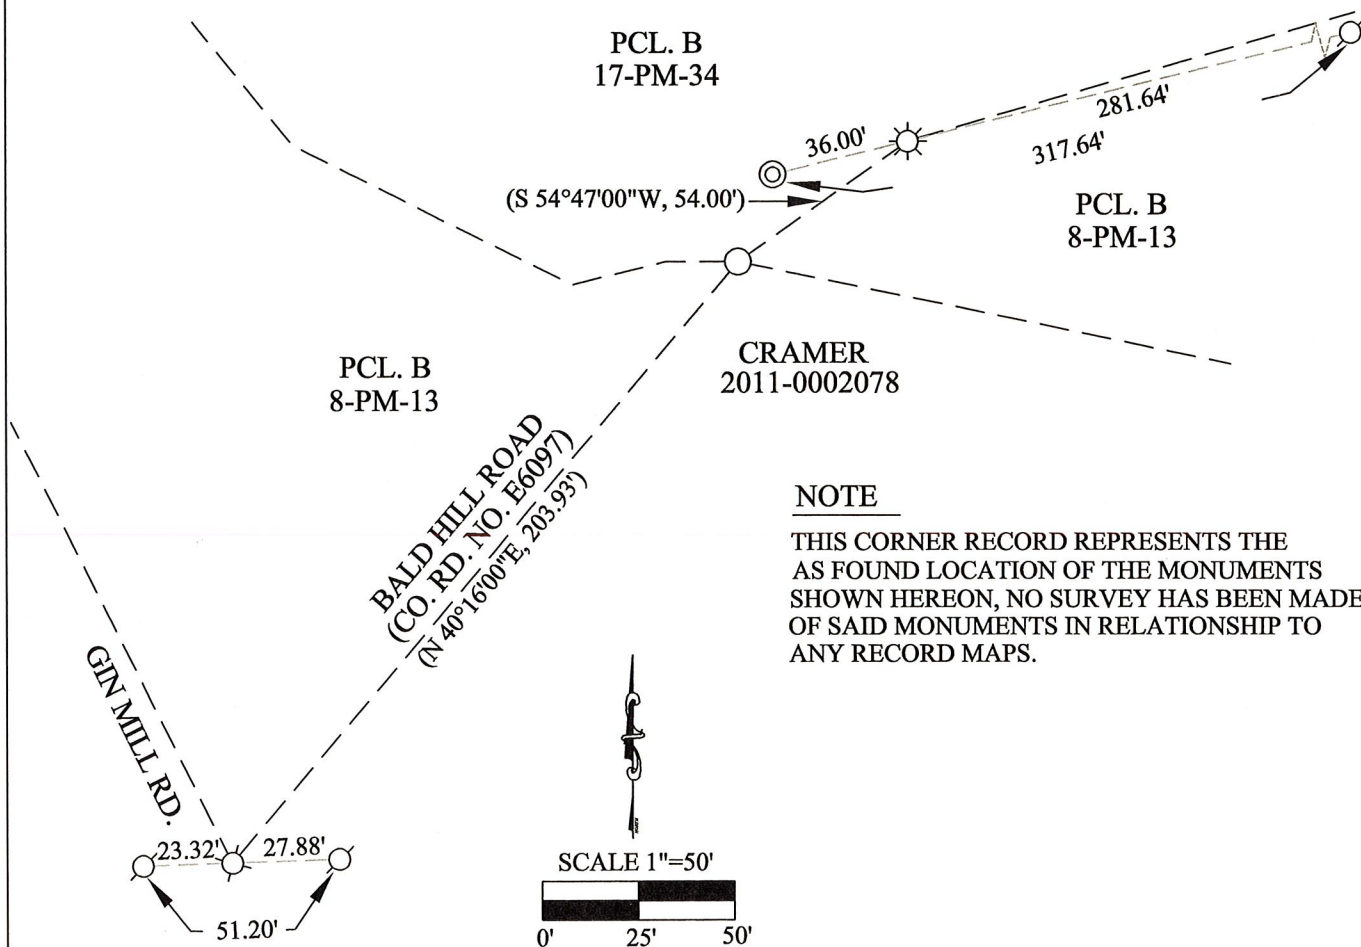 PCL. B
17-PM-34
36.00'
281.64'
317.64'
(S 54°47'00"W, 54.00')
PCL. B
8-PM-13
CRAMER
2011-0002078
PCL. B
8-PM-13
BALD HILL ROAD
(CO. RD. NO. E6097)
(N 40°16'00"E, 203.93')
NOTE
THIS CORNER RECORD REPRESENTS THE
AS FOUND LOCATION OF THE MONUMENTS
SHOWN HEREON, NO SURVEY HAS BEEN MADE
OF SAID MONUMENTS IN RELATIONSHIP TO
ANY RECORD MAPS.
GIN MILL RD.
23.32'
27.88'
51.20'
SCALE 1"=50'
0' 25' 50'